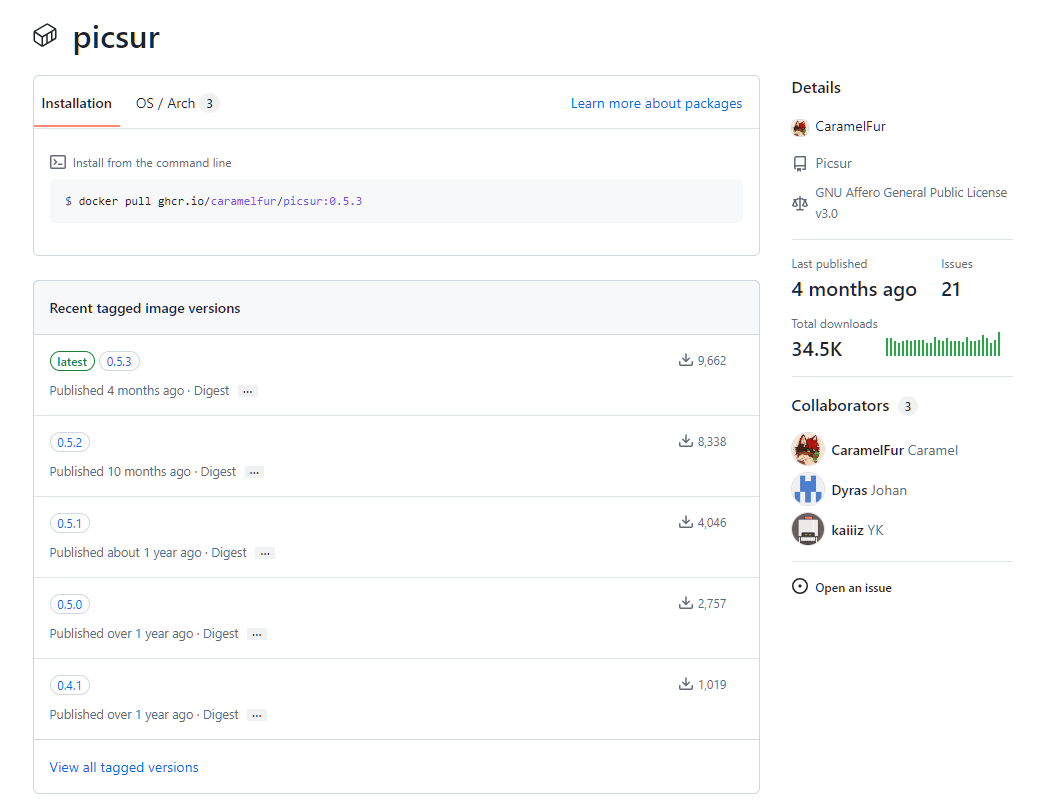 picsur
Installation
OS / Arch 3
Learn more about packages
Install from the command line
$ docker pull ghcr.io/caramelfur/picsur:0.5.3
Recent tagged image versions
latest 0.5.3
9,662
Published 4 months ago · Digest ...
0.5.2
8,338
Published 10 months ago · Digest ...
0.5.1
4,046
Published about 1 year ago · Digest ...
0.5.0
2,757
Published over 1 year ago · Digest ...
0.4.1
1,019
Published over 1 year ago · Digest ...
View all tagged versions
Details
CaramelFur
Picsur
GNU Affero General Public License
v3.0
Last published
4 months ago
Issues
21
Total downloads
34.5K
Collaborators 3
CaramelFur Caramel
Dyras Johan
kaiiiz YK
Open an issue